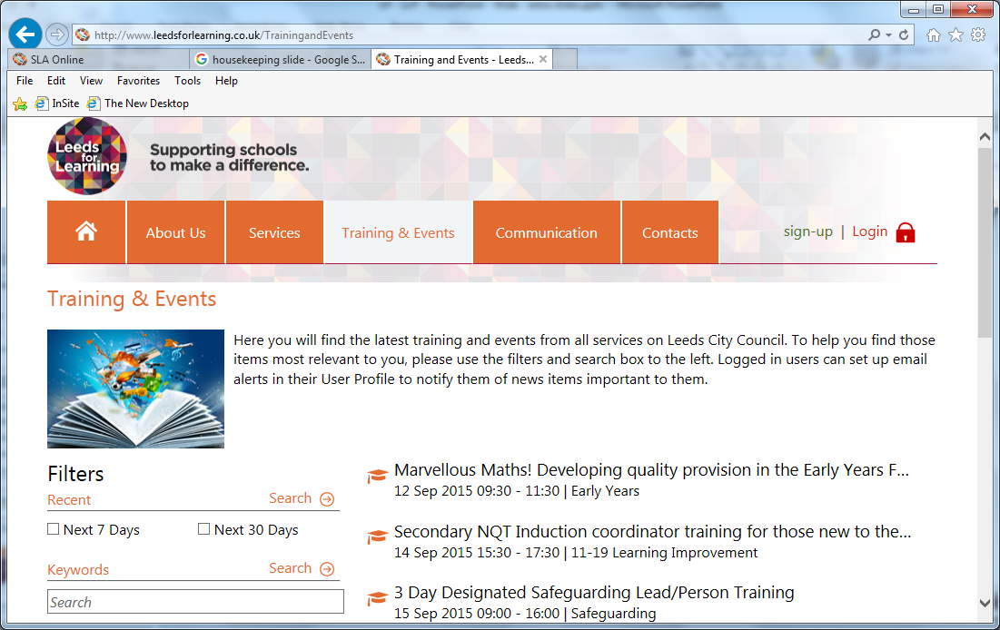 http://www.leedsforlearning.co.uk/TrainingandEvents
SLA Online
housekeeping slide - Google S...
Training and Events - Leeds...
File Edit View Favorites Tools Help
InSite The New Desktop
Leeds
for
Learning
Supporting schools
to make a difference.
About Us
Services
Training & Events
Communication
Contacts
sign-up | Login
Training & Events
Here you will find the latest training and events from all services on Leeds City Council. To help you find those
items most relevant to you, please use the filters and search box to the left. Logged in users can set up email
alerts in their User Profile to notify them of news items important to them.
Filters
Recent Search
Next 7 Days Next 30 Days
Keywords Search
Search
Marvellous Maths! Developing quality provision in the Early Years F...
12 Sep 2015 09:30 - 11:30 | Early Years
Secondary NQT Induction coordinator training for those new to the...
14 Sep 2015 15:30 - 17:30 | 11-19 Learning Improvement
3 Day Designated Safeguarding Lead/Person Training
15 Sep 2015 09:00 - 16:00 | Safeguarding